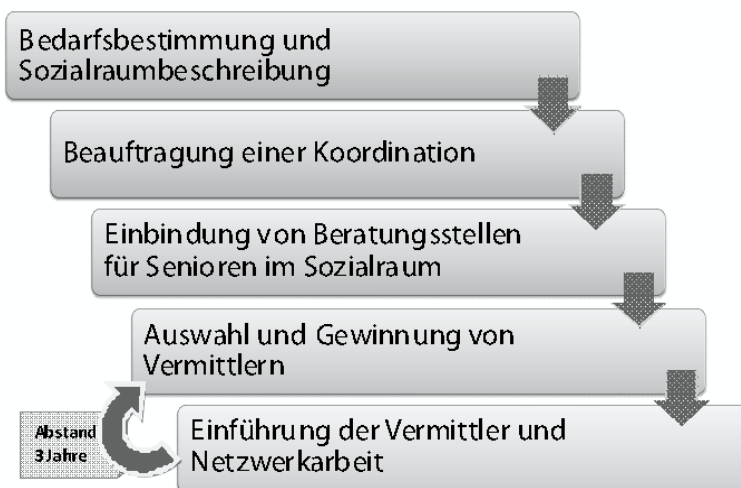 Bedarfsbestimmung und
Sozialraumbeschreibung
Beauftragung einer Koordination
Einbindung von Beratungsstellen
für Senioren im Sozialraum
Auswahl und Gewinnung von
Vermittlern
Einführung der Vermittler und
Netzwerkarbeit
Abstand
3 Jahre